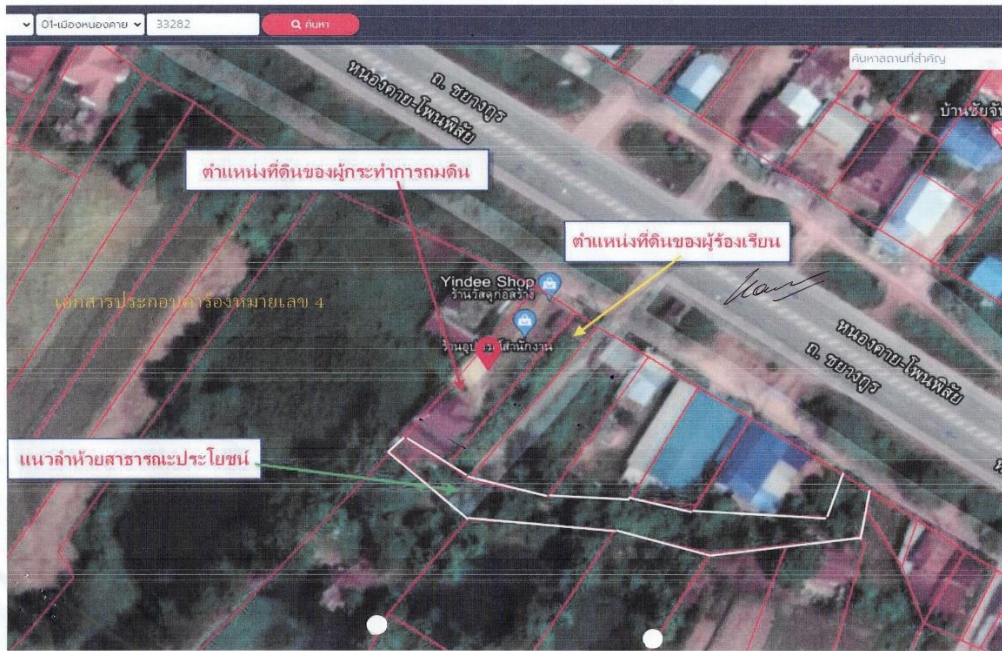 01-เมืองหนองคาย
33282
ค้นหา
ค้นหาสถานที่สำคัญ
ถ. ชยางกูร
หนองคาย-โพนพิสัย
บ้านชัยจั
ตำแหน่งที่ดินของผู้กระทำการถมดิน
ตำแหน่งที่ดินของผู้ร้องเรียน
Yindee Shop
ร้านวัสดุก่อสร้าง
เอกสารประกอบคำร้องหมายเลข 4
ร้านอุปกรณ์สำนักงาน
หนองคาย-โพนพิสัย
ถ. ชยางกูร
แนวลำห้วยสาธารณะประโยชน์